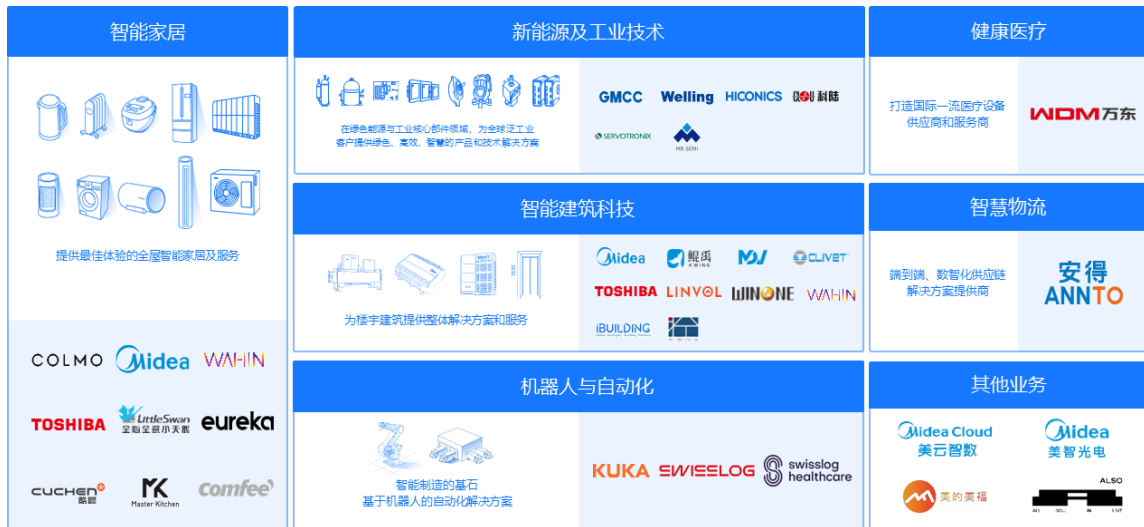 智能家居
提供最佳体验的全屋智能家居及服务
COLMO
Midea
WAHIN
TOSHIBA
LittleSwan
全心全意小天鹅
eureka
CUCHEN
酷晨
MK
Master Kitchen
comfee'
新能源及工业技术
在绿色能源与工业核心部件领域，为全球泛工业
客户提供绿色、高效、智慧的产品和技术解决方案
GMCC
Welling
HICONICS
科陆
SERVOTRONIX
MR SEMI
智能建筑科技
为楼宇建筑提供整体解决方案和服务
Midea
鲲禹
KWING
MDV
CLIVET
TOSHIBA
LINVOL
WINONE
WAHIN
iBUILDING
机器人与自动化
智能制造的基石
基于机器人的自动化解决方案
KUKA
SWISSLOG
swisslog
healthcare
健康医疗
打造国际一流医疗设备
供应商和服务商
WDM万东
智慧物流
端到端、数智化供应链
解决方案提供商
安得
ANNTO
其他业务
Midea Cloud
美云智数
Midea
美智光电
美的美福
ALSO